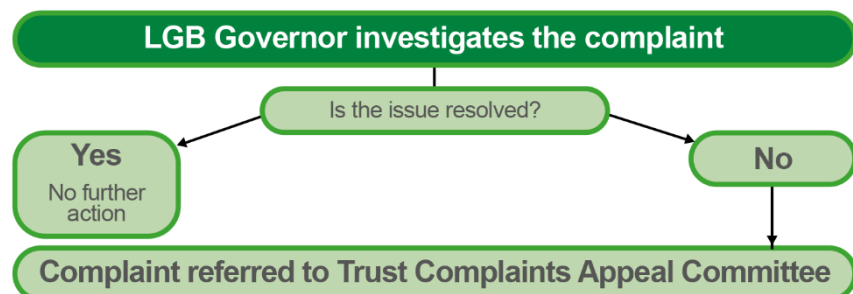 LGB Governor investigates the complaint
Is the issue resolved?
Yes
No further
action
No
Complaint referred to Trust Complaints Appeal Committee